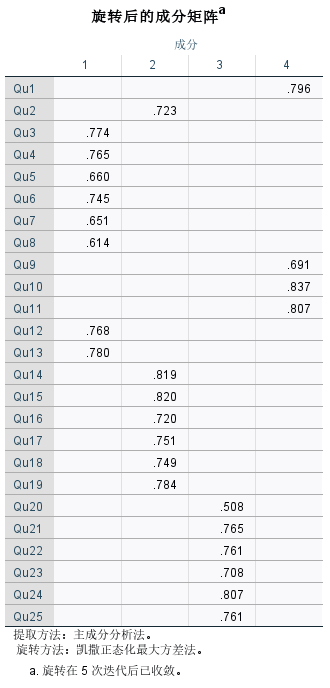 旋转后的成分矩阵a
成分
1 2 3 4
Qu1 .796
Qu2 .723
Qu3 .774
Qu4 .765
Qu5 .660
Qu6 .745
Qu7 .651
Qu8 .614
Qu9 .691
Qu10 .837
Qu11 .807
Qu12 .768
Qu13 .780
Qu14 .819
Qu15 .820
Qu16 .720
Qu17 .751
Qu18 .749
Qu19 .784
Qu20 .508
Qu21 .765
Qu22 .761
Qu23 .708
Qu24 .807
Qu25 .761
提取方法：主成分分析法。
旋转方法：凯撒正态化最大方差法。
a. 旋转在 5 次迭代后已收敛。